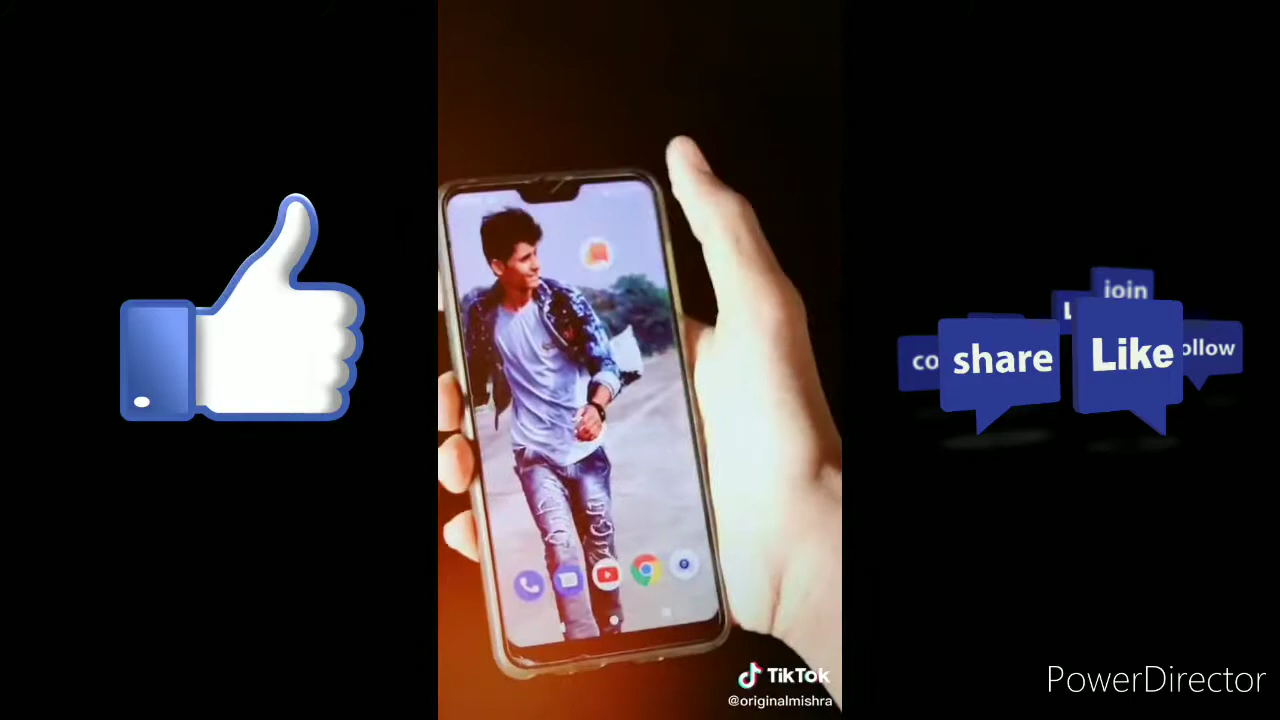 join
L
co
share
Like
ollow
TikTok
@originalmishra
PowerDirector